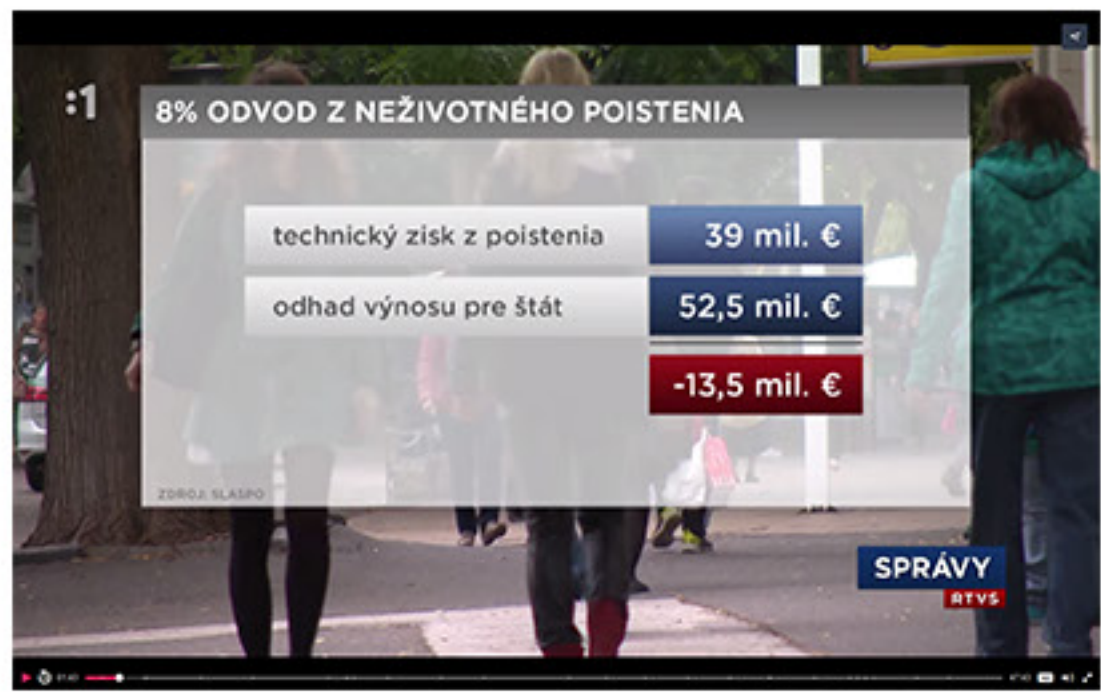 :1
8% ODVOD Z NEŽIVOTNÉHO POISTENIA
technický zisk z poistenia 39 mil. €
odhad výnosu pre štát 52,5 mil. €
-13,5 mil. €
ZDROJ: SLASPO
SPRÁVY
RTVS